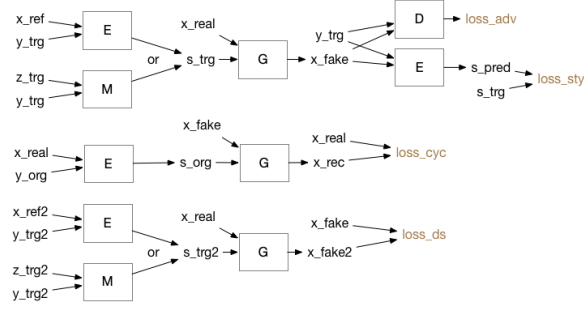 x_ref
y_trg
E
z_trg
y_trg
M
or
x_real
s_trg
G
y_trg
x_fake
D
loss_adv
E
s_pred
s_trg
loss_sty
x_real
y_org
E
x_fake
s_org
G
x_real
x_rec
loss_cyc
x_ref2
y_trg2
E
z_trg2
y_trg2
M
or
x_real
s_trg2
G
x_fake
x_fake2
loss_ds